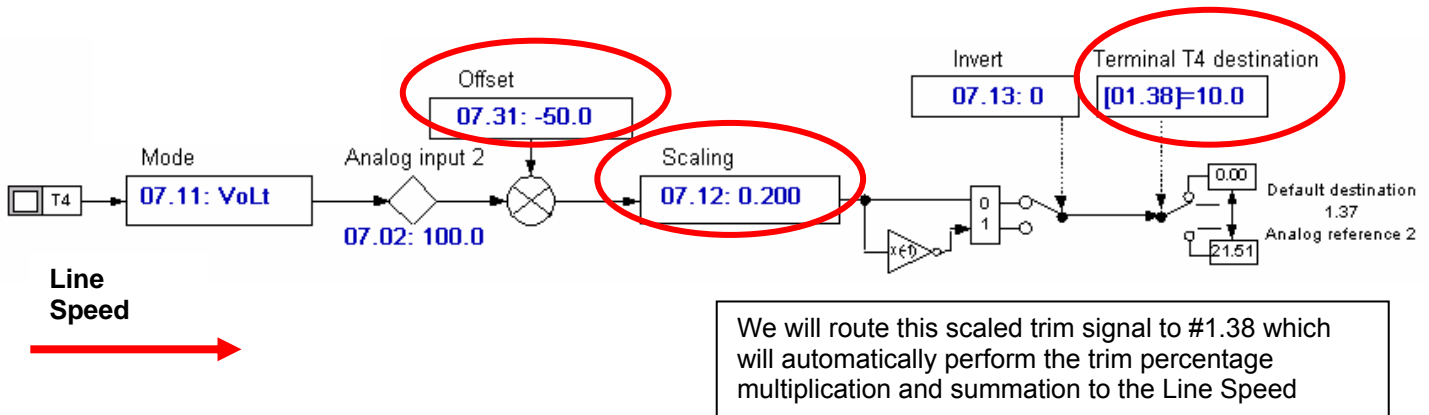 Invert
Terminal T4 destination
Offset
07.13: 0
[01.38]=10.0
07.31: -50.0
Mode
Analog input 2
Scaling
T4
07.11: VoLt
07.12: 0.200
0
1
0.00
Default destination
1.37
Analog reference 2
07.02: 100.0
x(-1)
21.51
Line
Speed
We will route this scaled trim signal to #1.38 which
will automatically perform the trim percentage
multiplication and summation to the Line Speed